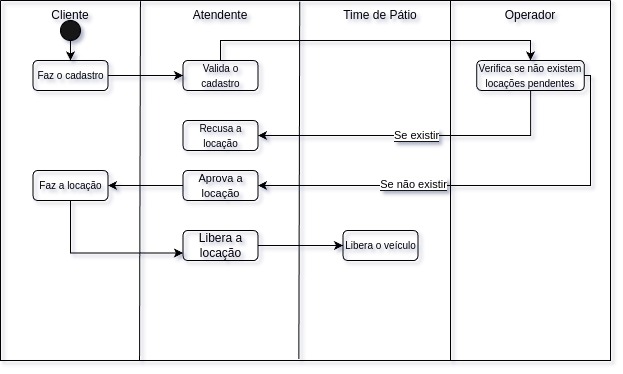 Cliente
Atendente
Time de Pátio
Operador
Faz o cadastro
Valida o
cadastro
Verifica se não existem
locações pendentes
Recusa a
locação
Se existir
Faz a locação
Aprova a
locação
Se não existir
Libera a
locação
Libera o veículo